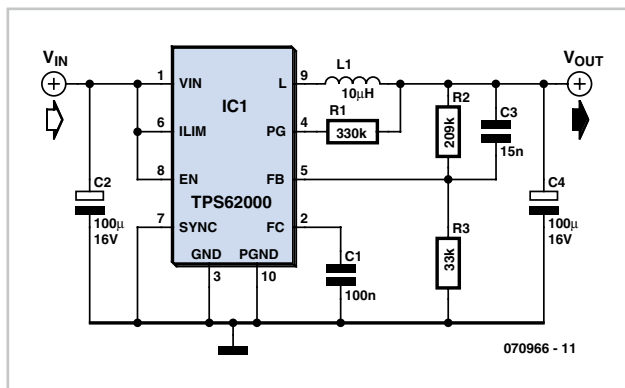 VIN
VOUT
1
VIN
L
9
L1
10µH
IC1
R2
209k
C3
15n
6
ILIM
PG
4
R1
330k
8
EN
FB
5
C2
100µ
16V
TPS62000
C4
100µ
16V
7
SYNC
FC
2
R3
33k
GND
PGND
C1
100n
3
10
070966 - 11